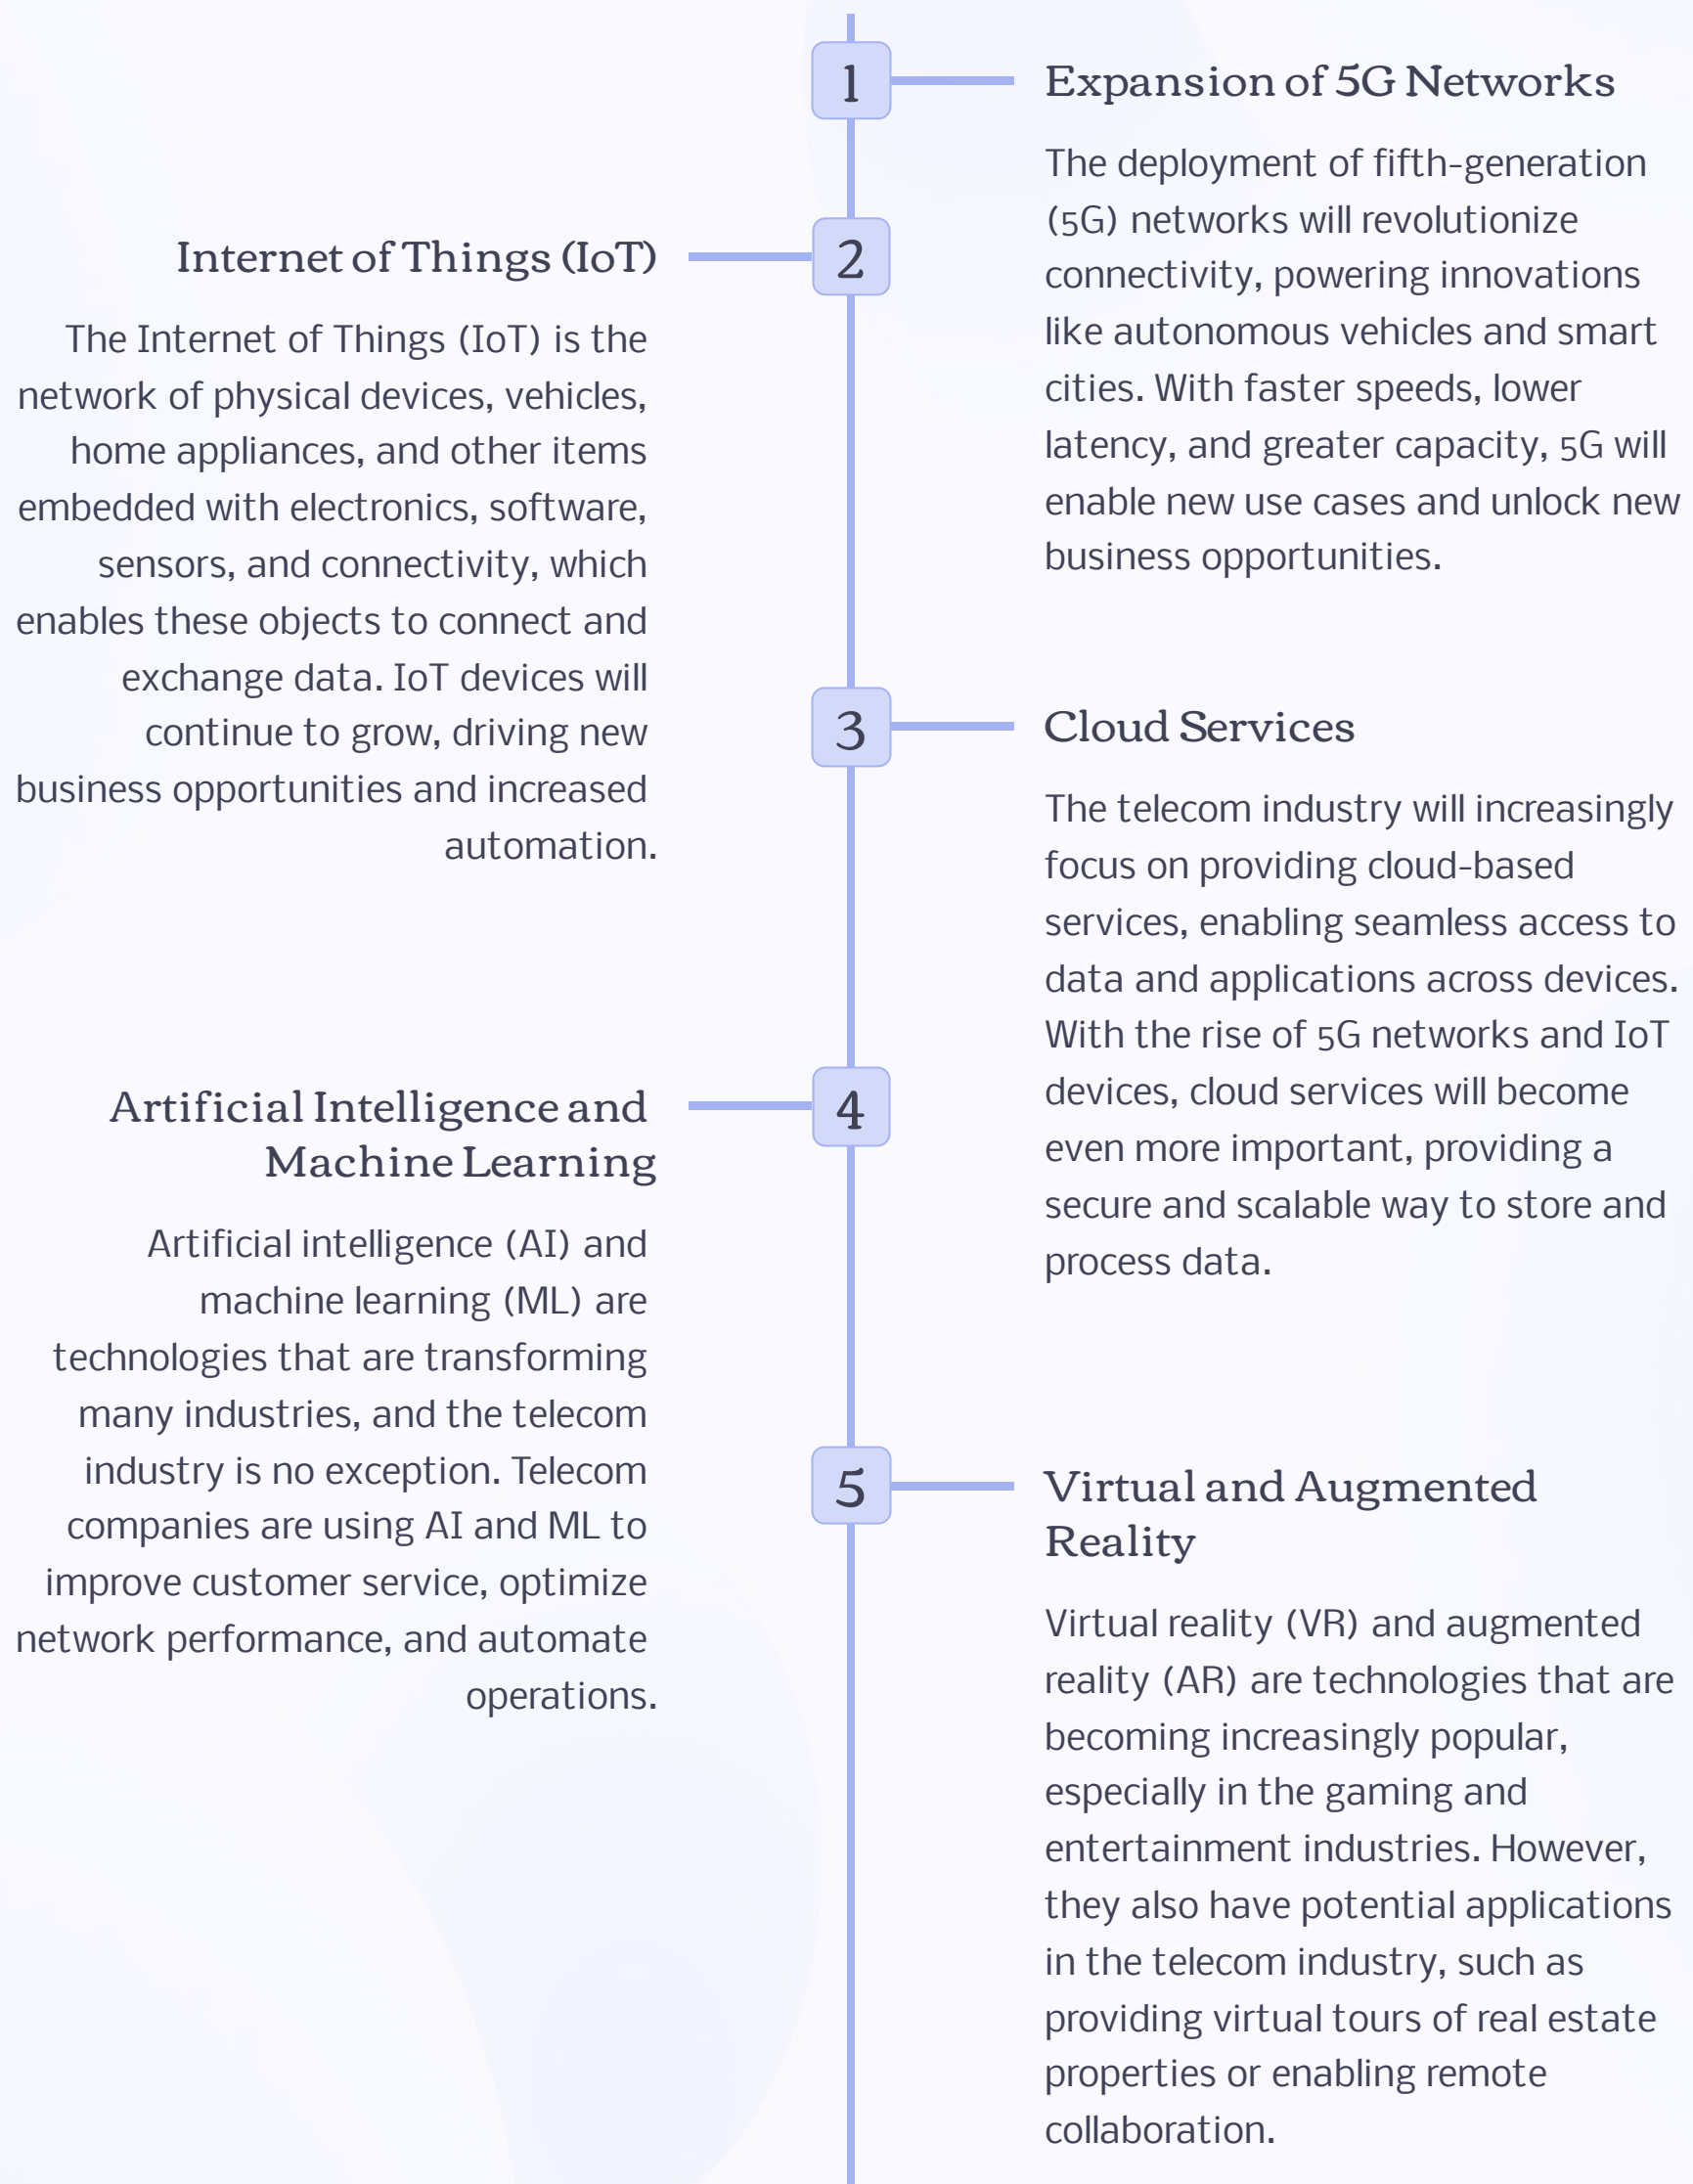 1
Expansion of 5G Networks
The deployment of fifth-generation
(5G) networks will revolutionize
connectivity, powering innovations
like autonomous vehicles and smart
cities. With faster speeds, lower
latency, and greater capacity, 5G will
enable new use cases and unlock new
business opportunities.
2
Internet of Things (IoT)
The Internet of Things (IoT) is the
network of physical devices, vehicles,
home appliances, and other items
embedded with electronics, software,
sensors, and connectivity, which
enables these objects to connect and
exchange data. IoT devices will
continue to grow, driving new
business opportunities and increased
automation.
3
Cloud Services
The telecom industry will increasingly
focus on providing cloud-based
services, enabling seamless access to
data and applications across devices.
With the rise of 5G networks and IoT
devices, cloud services will become
even more important, providing a
secure and scalable way to store and
process data.
4
Artificial Intelligence and
Machine Learning
Artificial intelligence (AI) and
machine learning (ML) are
technologies that are transforming
many industries, and the telecom
industry is no exception. Telecom
companies are using AI and ML to
improve customer service, optimize
network performance, and automate
operations.
5
Virtual and Augmented
Reality
Virtual reality (VR) and augmented
reality (AR) are technologies that are
becoming increasingly popular,
especially in the gaming and
entertainment industries. However,
they also have potential applications
in the telecom industry, such as
providing virtual tours of real estate
properties or enabling remote
collaboration.